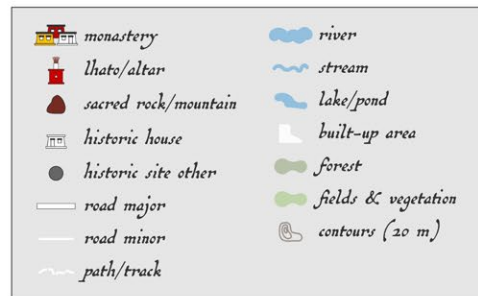 monastery
lhato/altar
sacred rock/mountain
historic house
historic site other
road major
road minor
path/track
river
stream
lake/pond
built-up area
forest
fields & vegetation
contours (20 m)